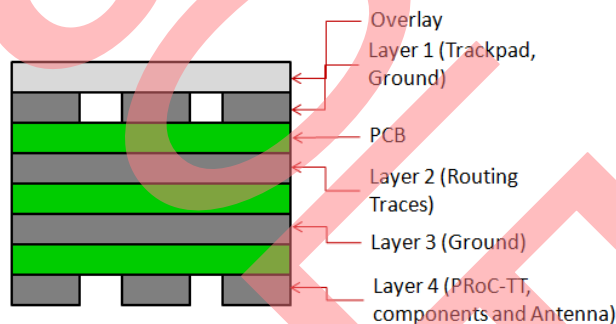 Overlay
Layer 1 (Trackpad,
Ground)
PCB
Layer 2 (Routing
Traces)
Layer 3 (Ground)
Layer 4 (PRoC-TT,
components and Antenna)